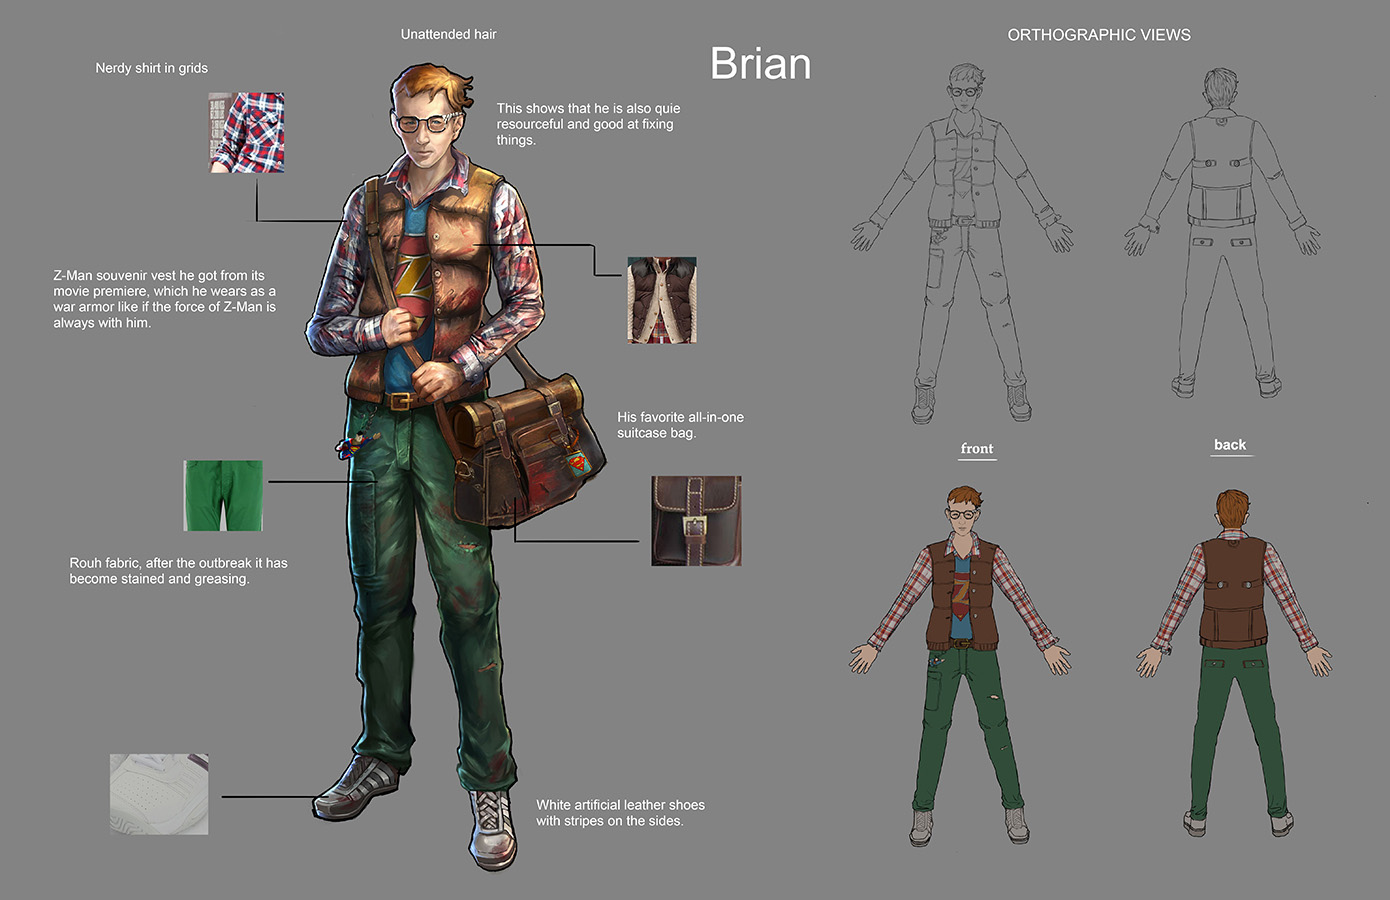 Unattended hair
ORTHOGRAPHIC VIEWS
Brian
Nerdy shirt in grids
This shows that he is also quie
resourceful and good at fixing
things.
Z-Man souvenir vest he got from its
movie premiere, which he wears as a
war armor like if the force of Z-Man is
always with him.
Z
His favorite all-in-one
suitcase bag.
front
back
Rouh fabric, after the outbreak it has
become stained and greasing.
Z
White artificial leather shoes
with stripes on the sides.